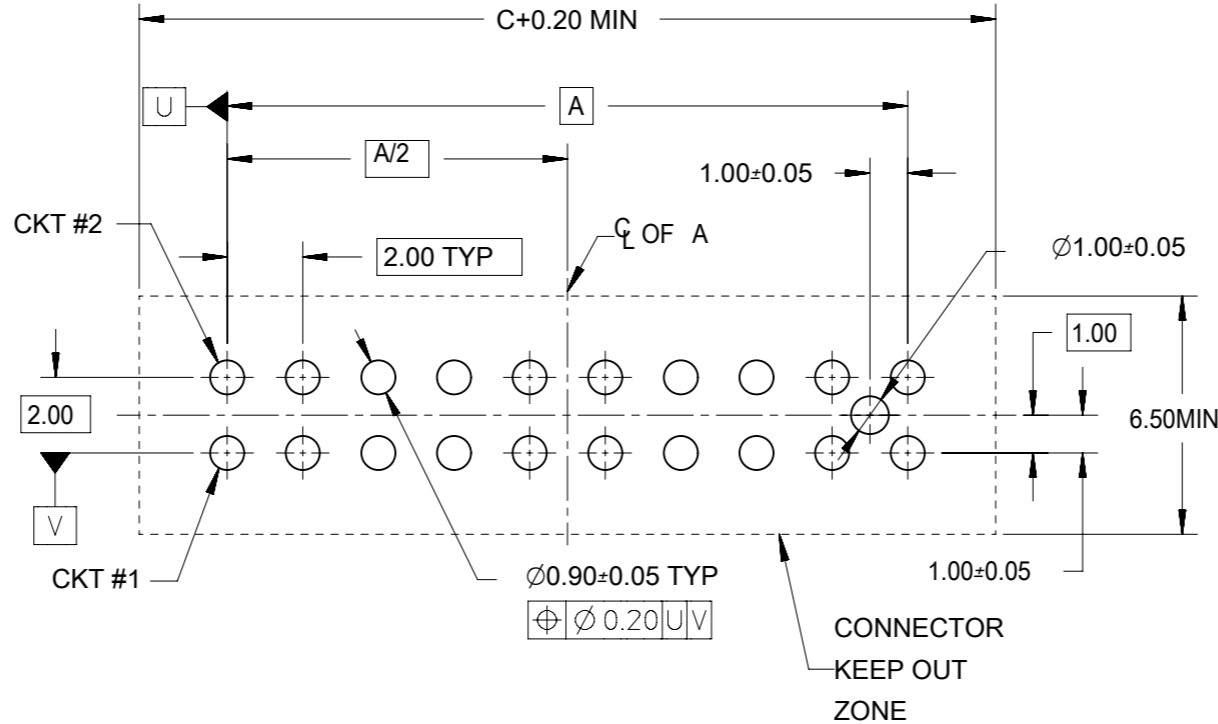 C+0.20 MIN
U
A
A/2
1.00±0.05
CKT #2
℄ OF A
2.00 TYP
Ø1.00±0.05
1.00
2.00
6.50MIN
V
CKT #1
Ø0.90±0.05 TYP
1.00±0.05
⌖ Ø 0.20 U V
CONNECTOR
KEEP OUT
ZONE